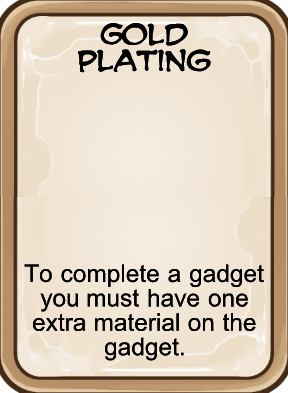 GOLD
PLATING
To complete a gadget
you must have one
extra material on the
gadget.